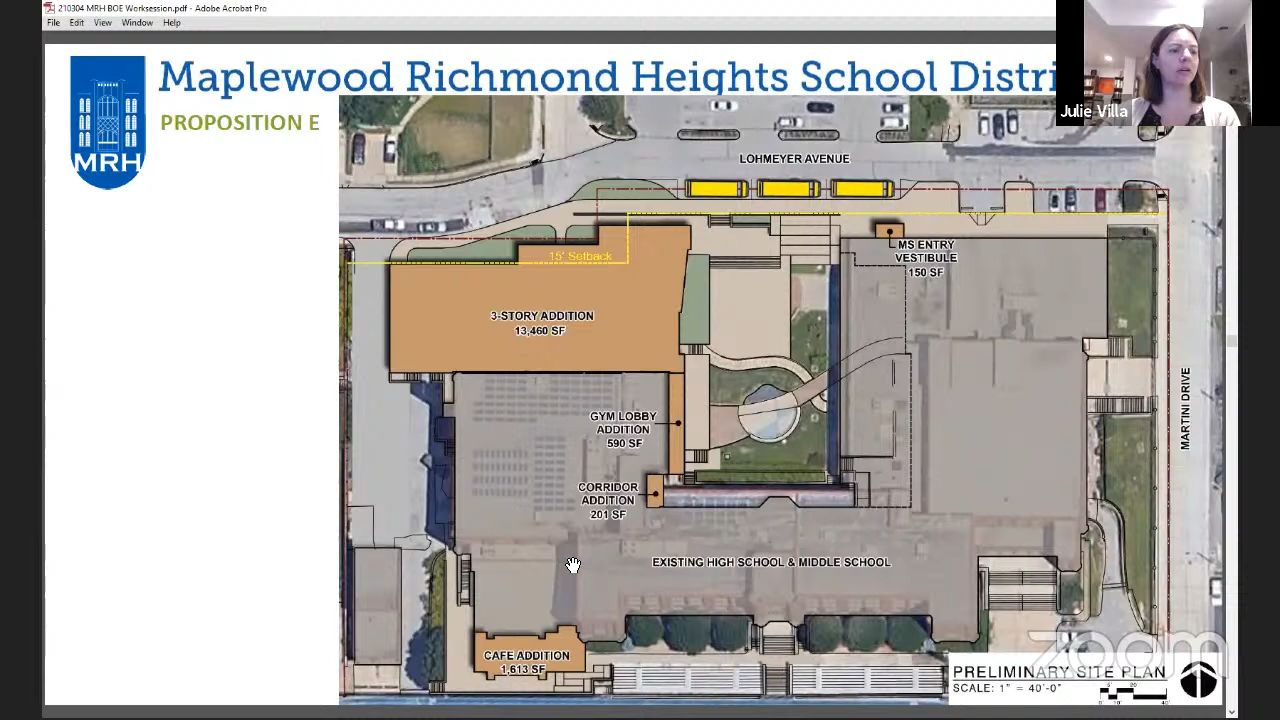 210304 MRH BOE Worksession.pdf - Adobe Acrobat Pro
File Edit View Window Help
Maplewood Richmond Heights School Distri
PROPOSITION E
MRH
Julie Villa
LOHMEYER AVENUE
15' Setback
MS ENTRY
VESTIBULE
150 SF
3-STORY ADDITION
13,460 SF
GYM LOBBY
ADDITION
590 SF
MARTINI DRIVE
CORRIDOR
ADDITION
201 SF
EXISTING HIGH SCHOOL & MIDDLE SCHOOL
CAFE ADDITION
1,613 SF
zoom
PRELIMINARY SITE PLAN
SCALE: 1" = 40'-0"